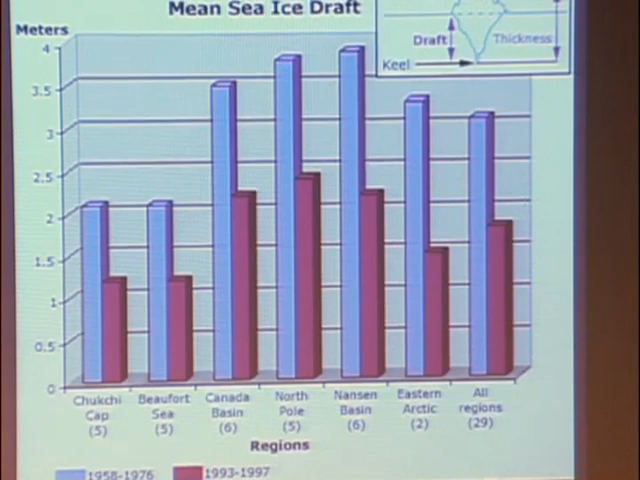 Mean Sea Ice Draft
Meters
Draft
Thickness
Keel
4
3.5
3
2.5
2
1.5
1
0.5
0
Chukchi Cap (5)
Beaufort Sea (5)
Canada Basin (6)
North Pole (5)
Nansen Basin (6)
Eastern Arctic (2)
All regions (29)
Regions
1958-1976
1993-1997